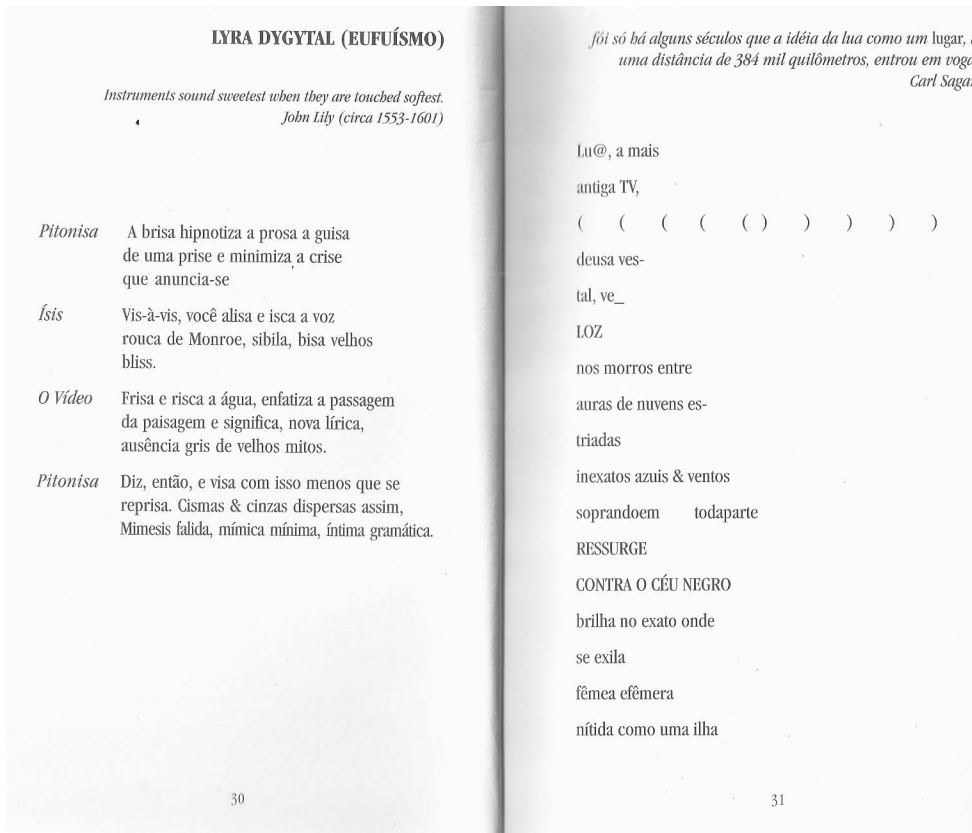 LYRA DYGYTAL (EUFUÍSMO)
Instruments sound sweetest when they are touched softest.
John Lily (circa 1553-1601)
Pitonisa A brisa hipnotiza a prosa a guisa
de uma prise e minimiza a crise
que anuncia-se
Ísis Vis-à-vis, você alisa e isca a voz
rouca de Monroe, sibila, bisa velhos
bliss.
O Vídeo Frisa e risca a água, enfatiza a passagem
da paisagem e significa, nova lírica,
ausência gris de velhos mitos.
Pitonisa Diz, então, e visa com isso menos que se
reprisa. Cismas & cinzas dispersas assim,
Mimesis falida, mímica mínima, íntima gramática.
30
fói só há alguns séculos que a idéia da lua como um lugar,
uma distância de 384 mil quilômetros, entrou em voga
Carl Saga
Lu@, a mais
antiga TV,
( ( ( ( ( ) ) ) ) )
deusa ves-
tal, ve_
LOZ
nos morros entre
auras de nuvens es-
triadas
inexatos azuis & ventos
soprandoem todaparte
RESSURGE
CONTRA O CÉU NEGRO
brilha no exato onde
se exila
fêmea efêmera
nítida como uma ilha
31